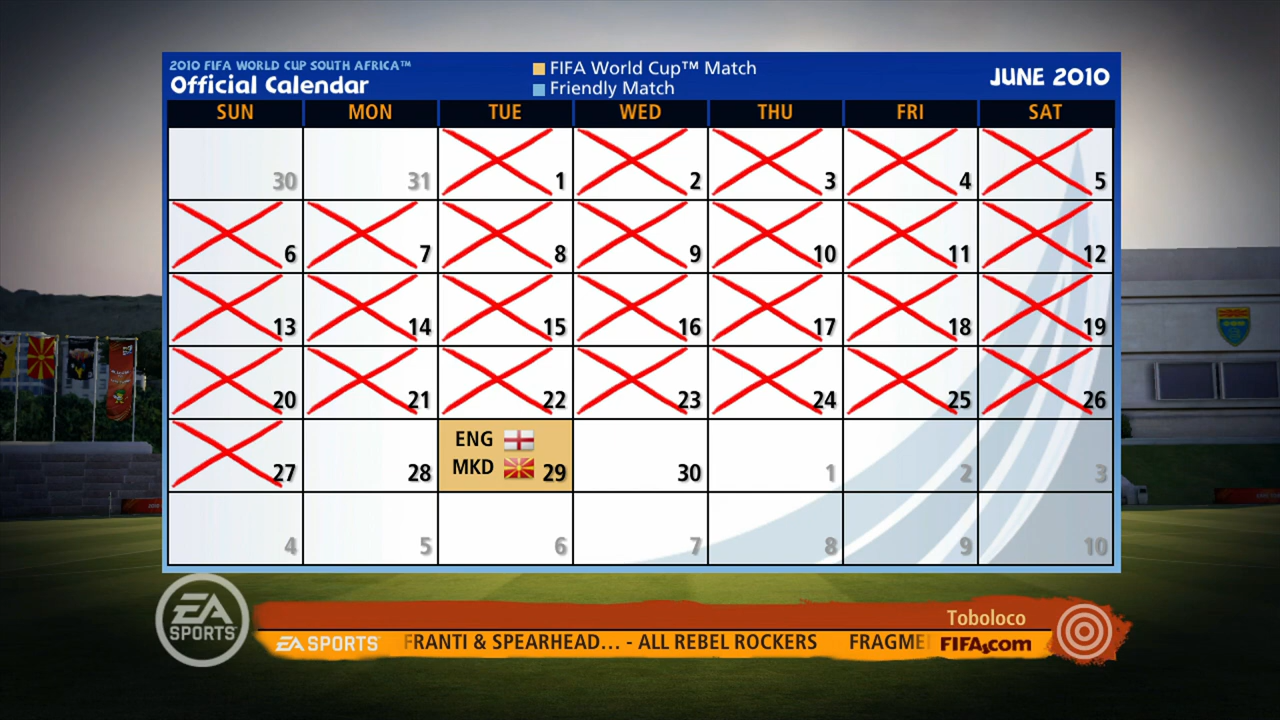 2010 FIFA WORLD CUP SOUTH AFRICA™
Official Calendar
FIFA World Cup™ Match
Friendly Match
JUNE 2010
SUN MON TUE WED THU FRI SAT
30 31 1 2 3 4 5
6 7 8 9 10 11 12
13 14 15 16 17 18 19
20 21 22 23 24 25 26
ENG
MKD
27 28 29 30 1 2 3
4 5 6 7 8 9 10
EA
SPORTS™
Toboloco
EA SPORTS™ FRANTI & SPEARHEAD... - ALL REBEL ROCKERS FRAGME FIFA.com